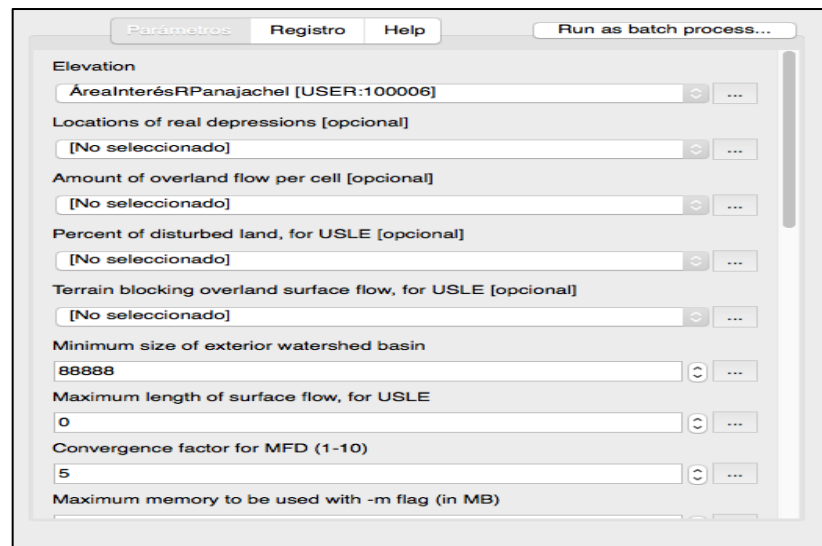 Parámetros Registro Help Run as batch process...
Elevation
ÁreaInterésRPanajachel [USER:100006]
...
Locations of real depressions [opcional]
[No seleccionado]
...
Amount of overland flow per cell [opcional]
[No seleccionado]
...
Percent of disturbed land, for USLE [opcional]
[No seleccionado]
...
Terrain blocking overland surface flow, for USLE [opcional]
[No seleccionado]
...
Minimum size of exterior watershed basin
88888
...
Maximum length of surface flow, for USLE
0
...
Convergence factor for MFD (1-10)
5
...
Maximum memory to be used with -m flag (in MB)